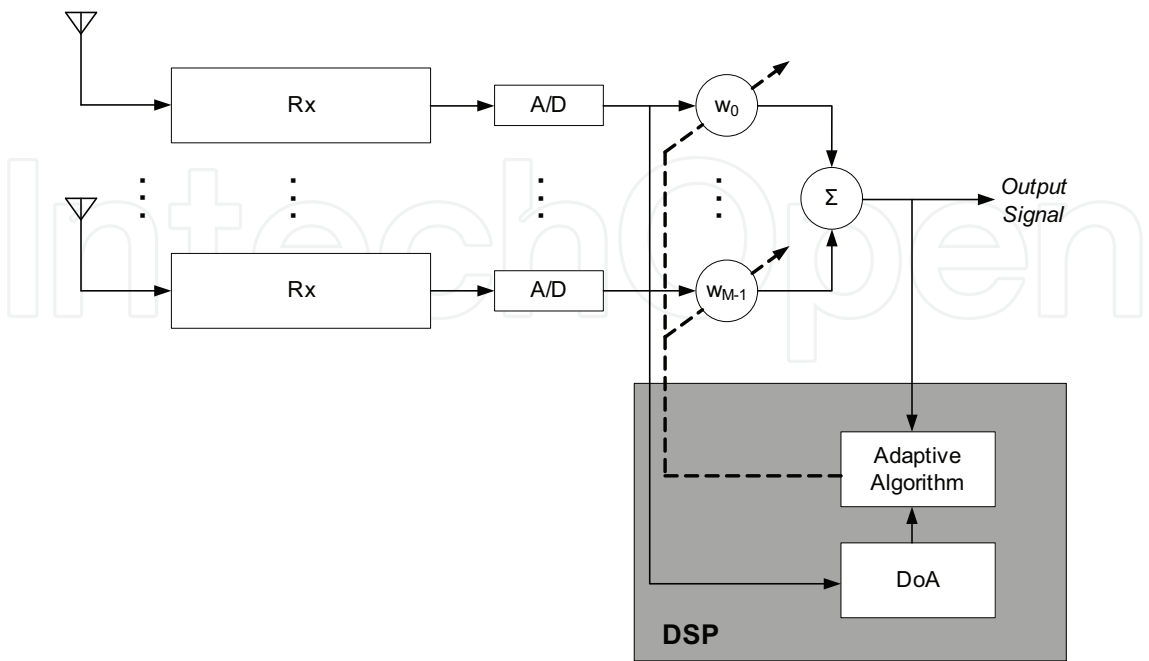 Rx
A/D
w0
Σ
Output
Signal
Rx
A/D
wM-1
IntechOpen
Adaptive
Algorithm
DoA
DSP